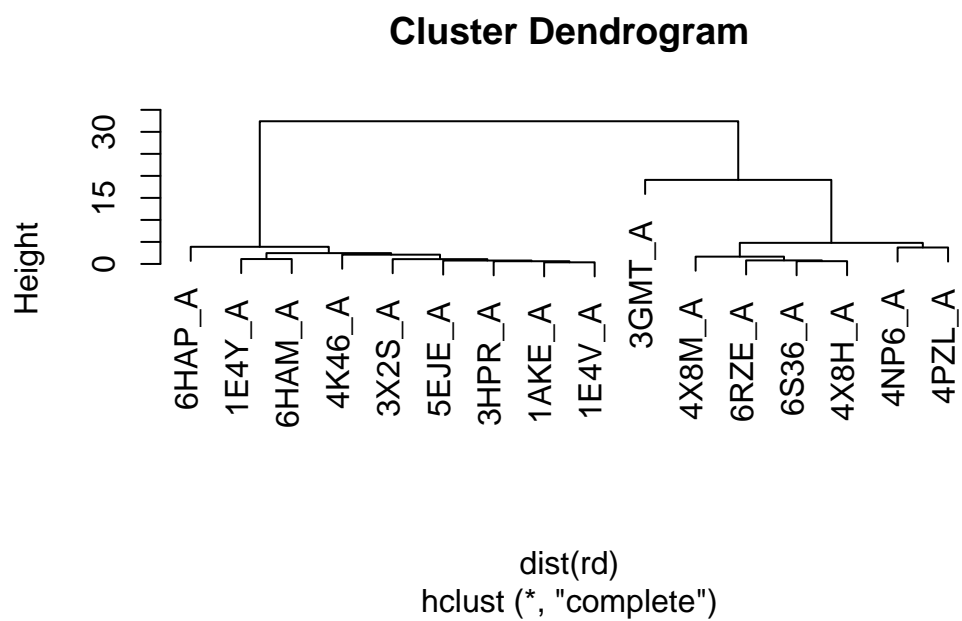 Cluster Dendrogram
Height
0
15
30
6HAP_A
1E4Y_A
6HAM_A
4K46_A
3X2S_A
5EJE_A
3HPR_A
1AKE_A
1E4V_A
3GMT_A
4X8M_A
6RZE_A
6S36_A
4X8H_A
4NP6_A
4PZL_A
dist(rd)
hclust (*, "complete")